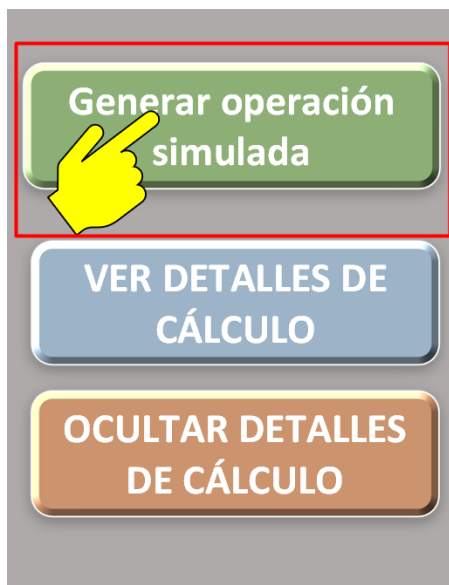 Generar operación
simulada
VER DETALLES DE
CÁLCULO
OCULTAR DETALLES
DE CÁLCULO